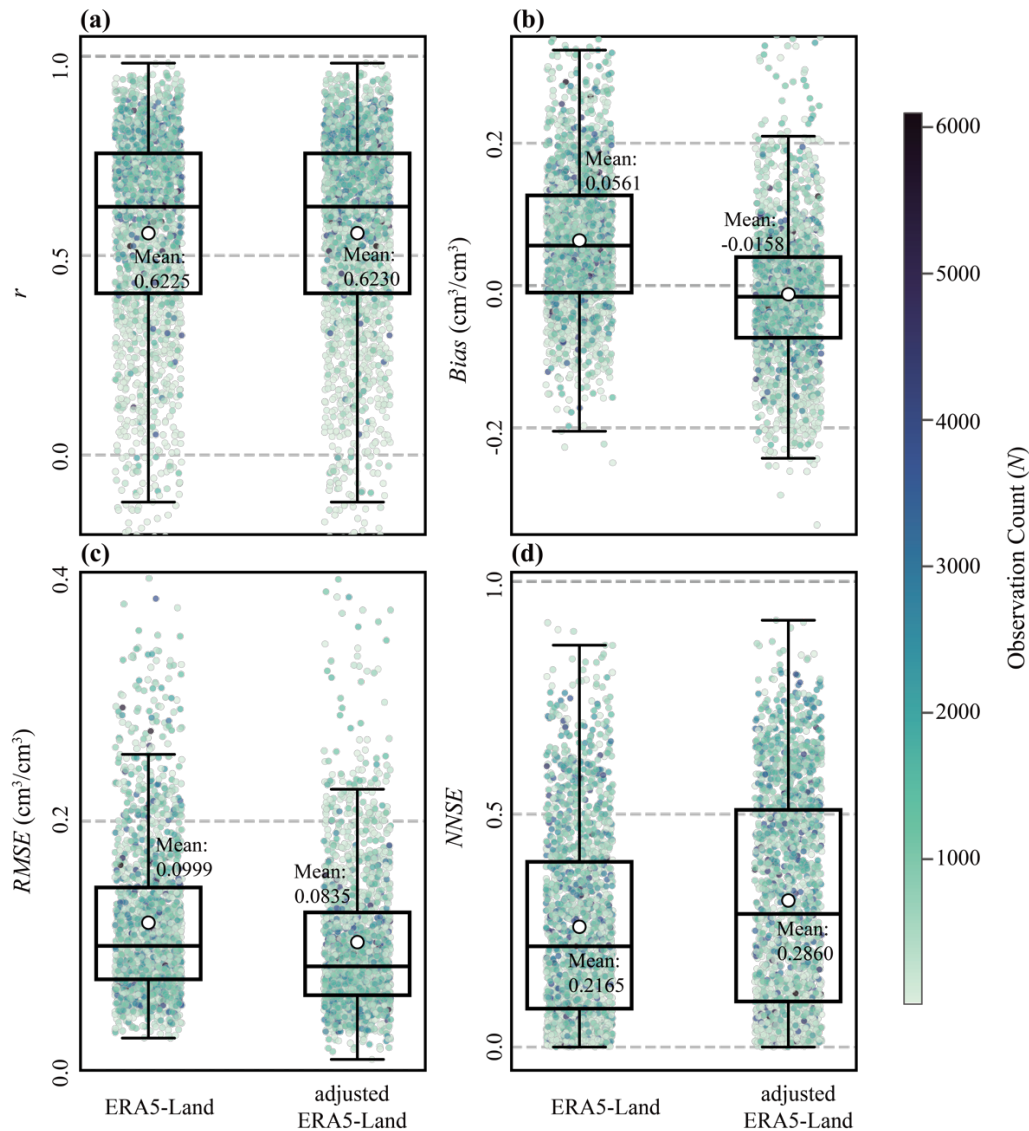 (a)
(b)
1.0
0.5
0.0
r
Mean:
0.6225
Mean:
0.6230
0.2
0.0
-0.2
Bias (cm³/cm³)
Mean:
0.0561
Mean:
-0.0158
(c)
(d)
0.4
0.2
0.0
RMSE (cm³/cm³)
Mean:
0.0999
Mean:
0.0835
1.0
0.5
0.0
NNSE
Mean:
0.2165
Mean:
0.2860
ERA5-Land
adjusted
ERA5-Land
ERA5-Land
adjusted
ERA5-Land
6000
5000
4000
3000
2000
1000
Observation Count (N)